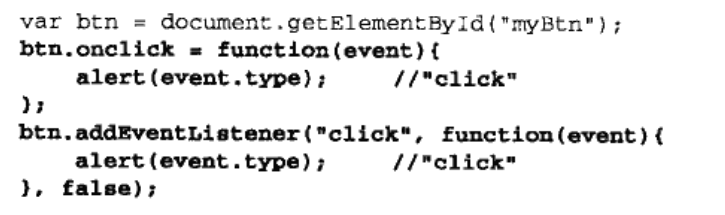 var btn = document.getElementById("myBtn");
btn.onclick = function(event){
    alert(event.type);     //"click"
};
btn.addEventListener("click", function(event){
    alert(event.type);     //"click"
}, false);